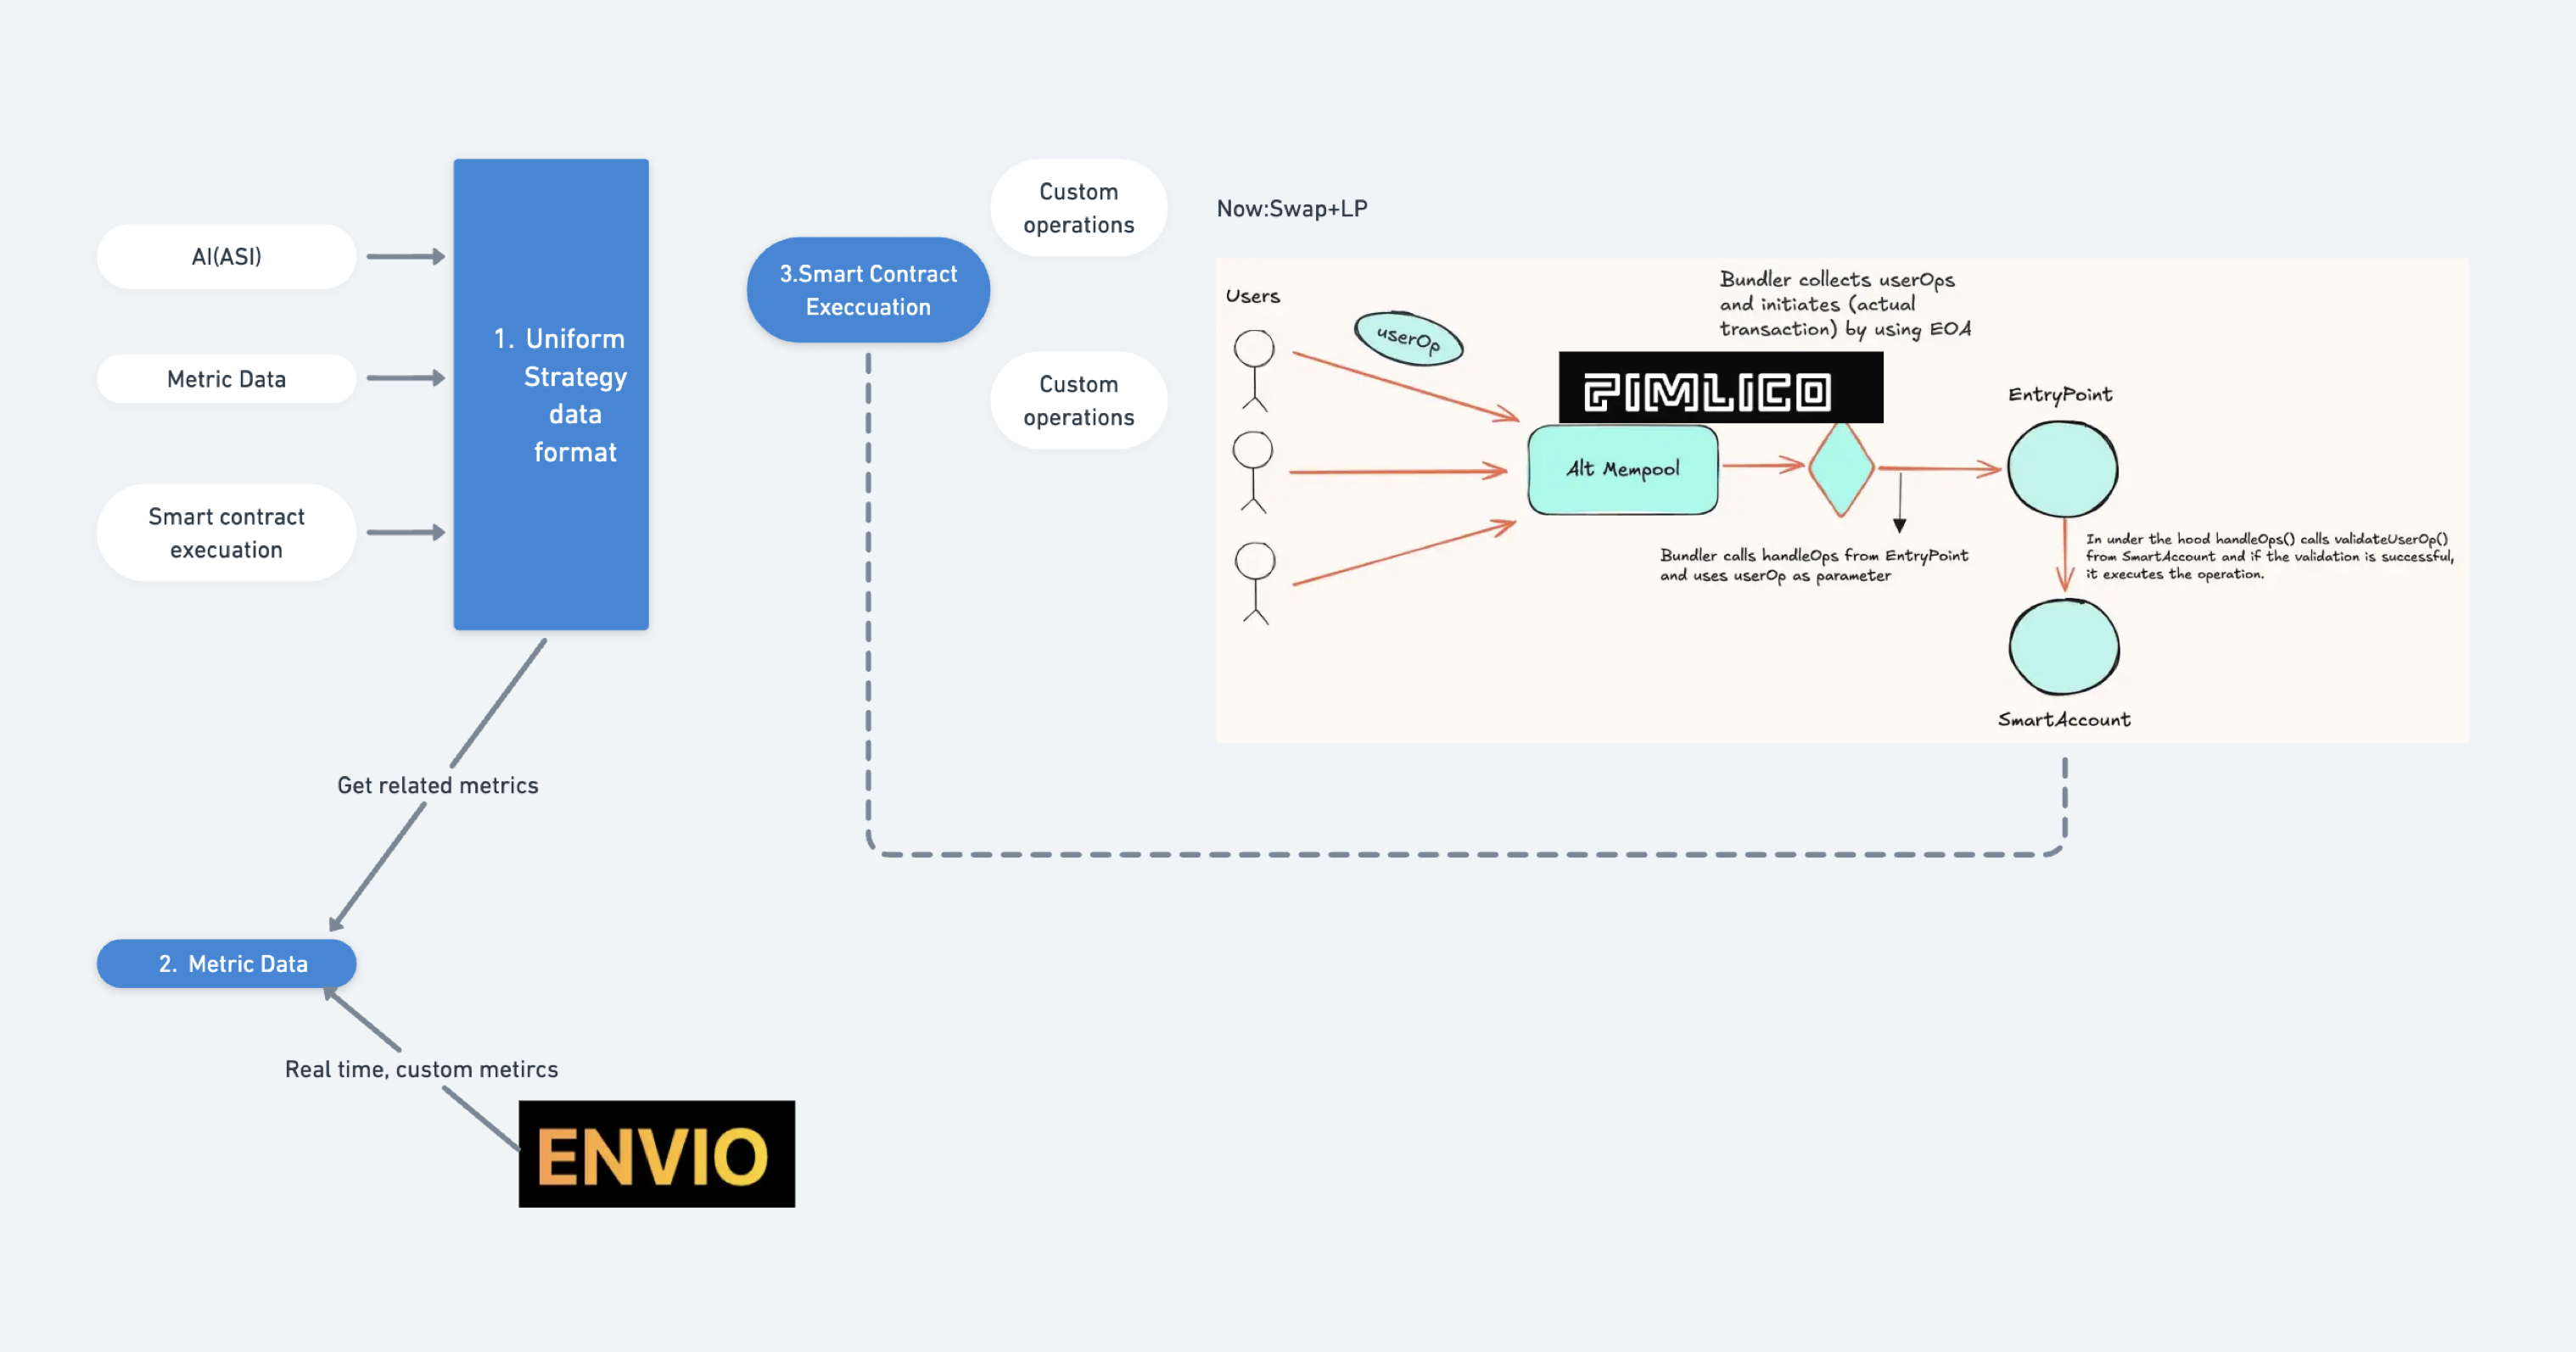 AI(ASI)
Metric Data
Smart contract
execuation
1. Uniform
Strategy
data
format
Get related metrics
2. Metric Data
Real time, custom metircs
ENVIO
3.Smart Contract
Execcuation
Custom
operations
Custom
operations
Now:Swap+LP
Users
userOp
Bundler collects userOps
and initiates (actual
transaction) by using EOA
PIMLICO
Alt Mempool
EntryPoint
Bundler calls handleOps from EntryPoint
and uses userOp as parameter
In under the hood handleOps() calls validateUserOp()
from SmartAccount and if the validation is successful,
it executes the operation.
SmartAccount